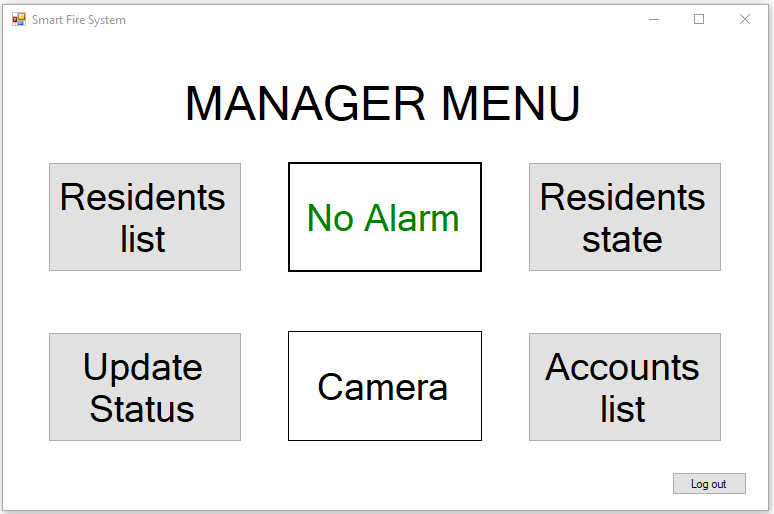 Smart Fire System
MANAGER MENU
Residents
list
No Alarm
Residents
state
Update
Status
Camera
Accounts
list
Log out